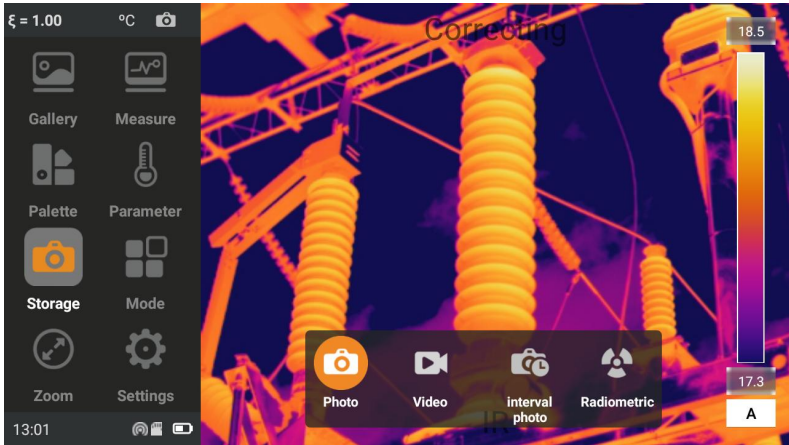 ξ = 1.00 °C
Correcting
18.5
Gallery Measure
Palette Parameter
Storage Mode
Zoom Settings
Photo Video interval photo Radiometric
IR
17.3
A
13:01